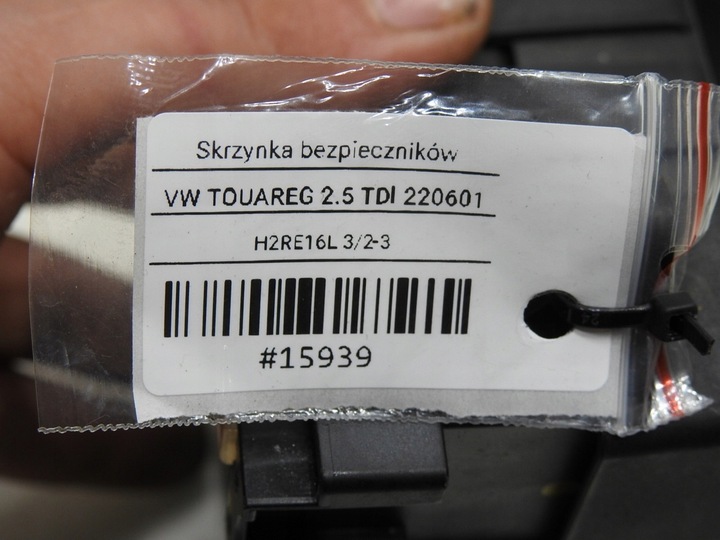 Skrzynka bezpieczników
VW TOUAREG 2.5 TDI 220601
H2RE16L 3/2-3
#15939